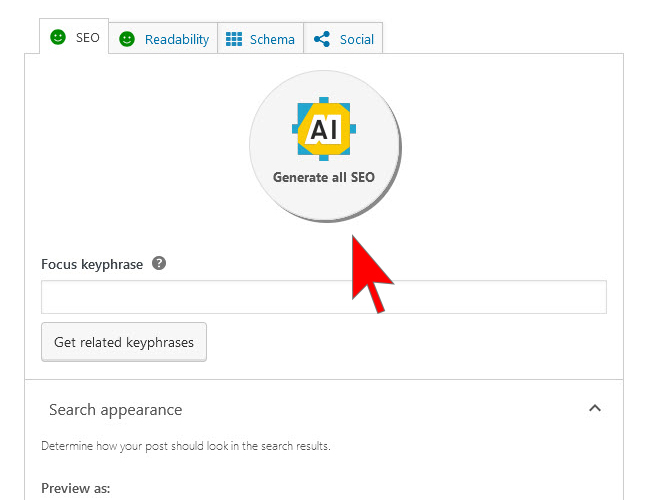 SEO
Readability
Schema
Social
AI
Generate all SEO
Focus keyphrase ?
Get related keyphrases
Search appearance
Determine how your post should look in the search results.
Preview as: